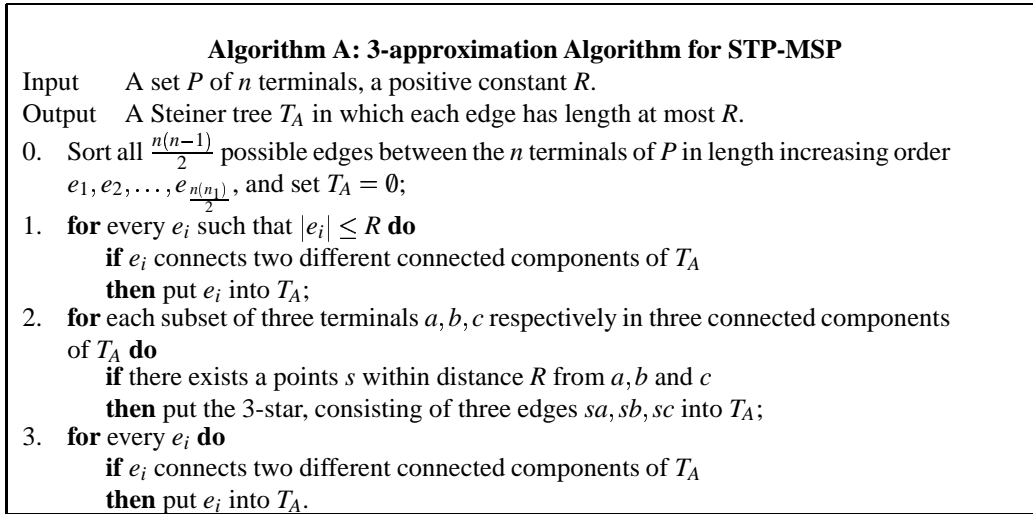 Algorithm A: 3-approximation Algorithm for STP-MSP
Input A set P of n terminals, a positive constant R.
Output A Steiner tree T_A in which each edge has length at most R.
0. Sort all \frac{n(n-1)}{2} possible edges between the n terminals of P in length increasing order
e_1, e_2, ..., e_{\frac{n(n_1)}{2}}, and set T_A = ∅;
1. for every e_i such that |e_i| ≤ R do
if e_i connects two different connected components of T_A
then put e_i into T_A;
2. for each subset of three terminals a,b,c respectively in three connected components
of T_A do
if there exists a points s within distance R from a,b and c
then put the 3-star, consisting of three edges sa, sb, sc into T_A;
3. for every e_i do
if e_i connects two different connected components of T_A
then put e_i into T_A.